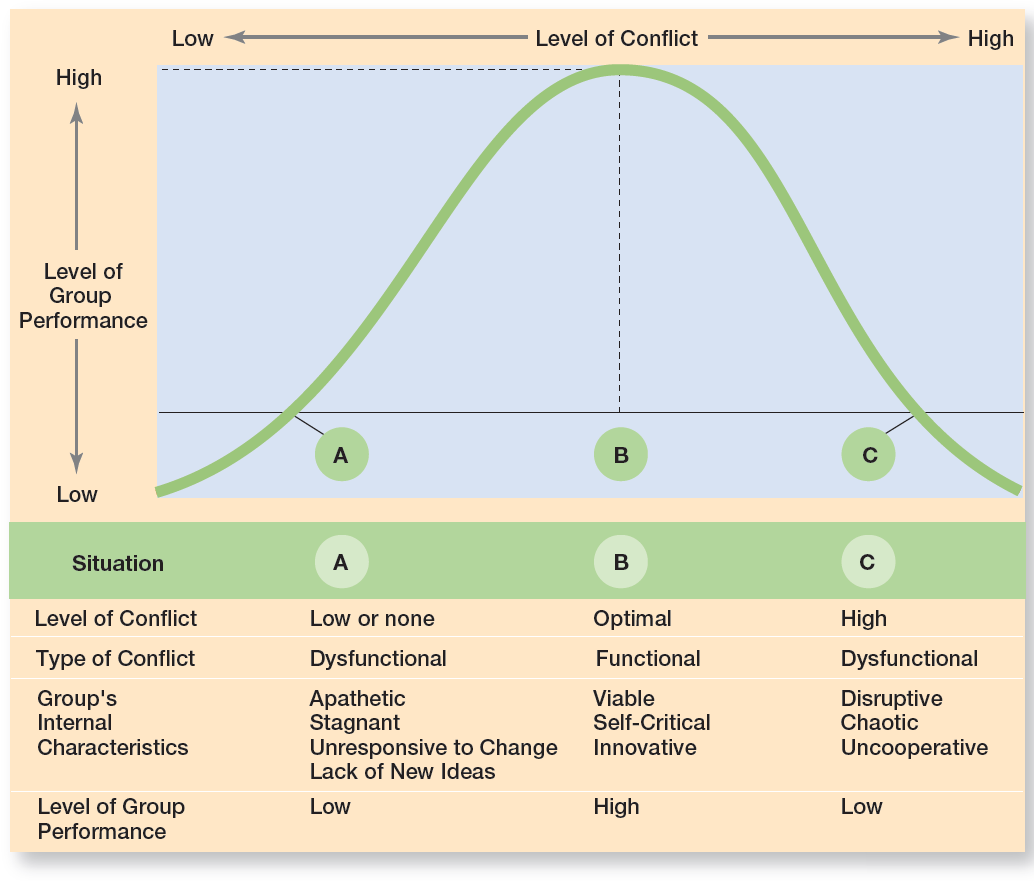 Low Level of Conflict High
High
Level of
Group
Performance
Low
A B C
Situation A B C
Level of Conflict Low or none Optimal High
Type of Conflict Dysfunctional Functional Dysfunctional
Group's Apathetic Viable Disruptive
Internal Stagnant Self-Critical Chaotic
Characteristics Unresponsive to Change Innovative Uncooperative
Lack of New Ideas
Level of Group Low High Low
Performance